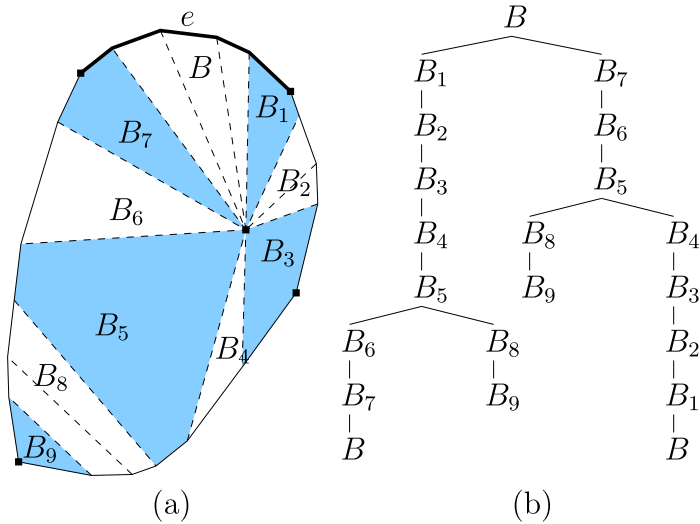 e
B
B₁
B₇
B₂
B₆
B₃
B₅
B₄
B₈
B₉
(a)
B
B₁ B₇
B₂ B₆
B₃ B₅
B₄ B₈ B₄
B₅ B₉ B₃
B₆ B₈ B₂
B₇ B₉ B₁
B B
(b)